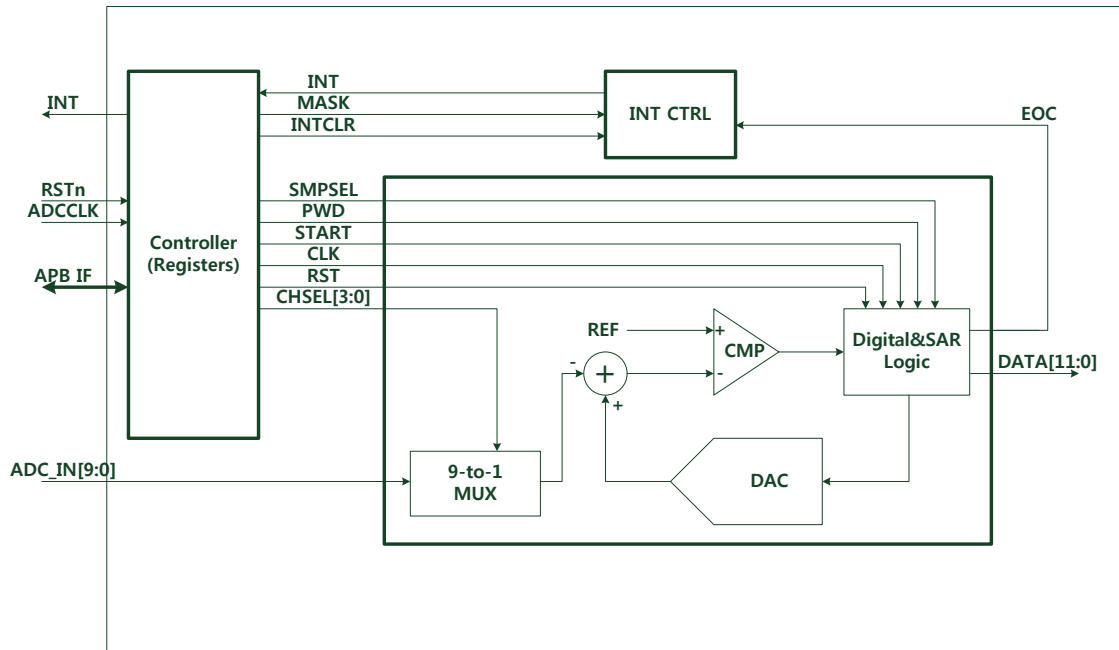 INT
INT CTRL
INT
MASK
INTCLR
EOC
RSTn
ADCCLK
APB IF
Controller
(Registers)
SMPSEL
PWD
START
CLK
RST
CHSEL[3:0]
REF
+
CMP
-
Digital&SAR
Logic
DATA[11:0]
-
+
+
ADC_IN[9:0]
9-to-1
MUX
DAC